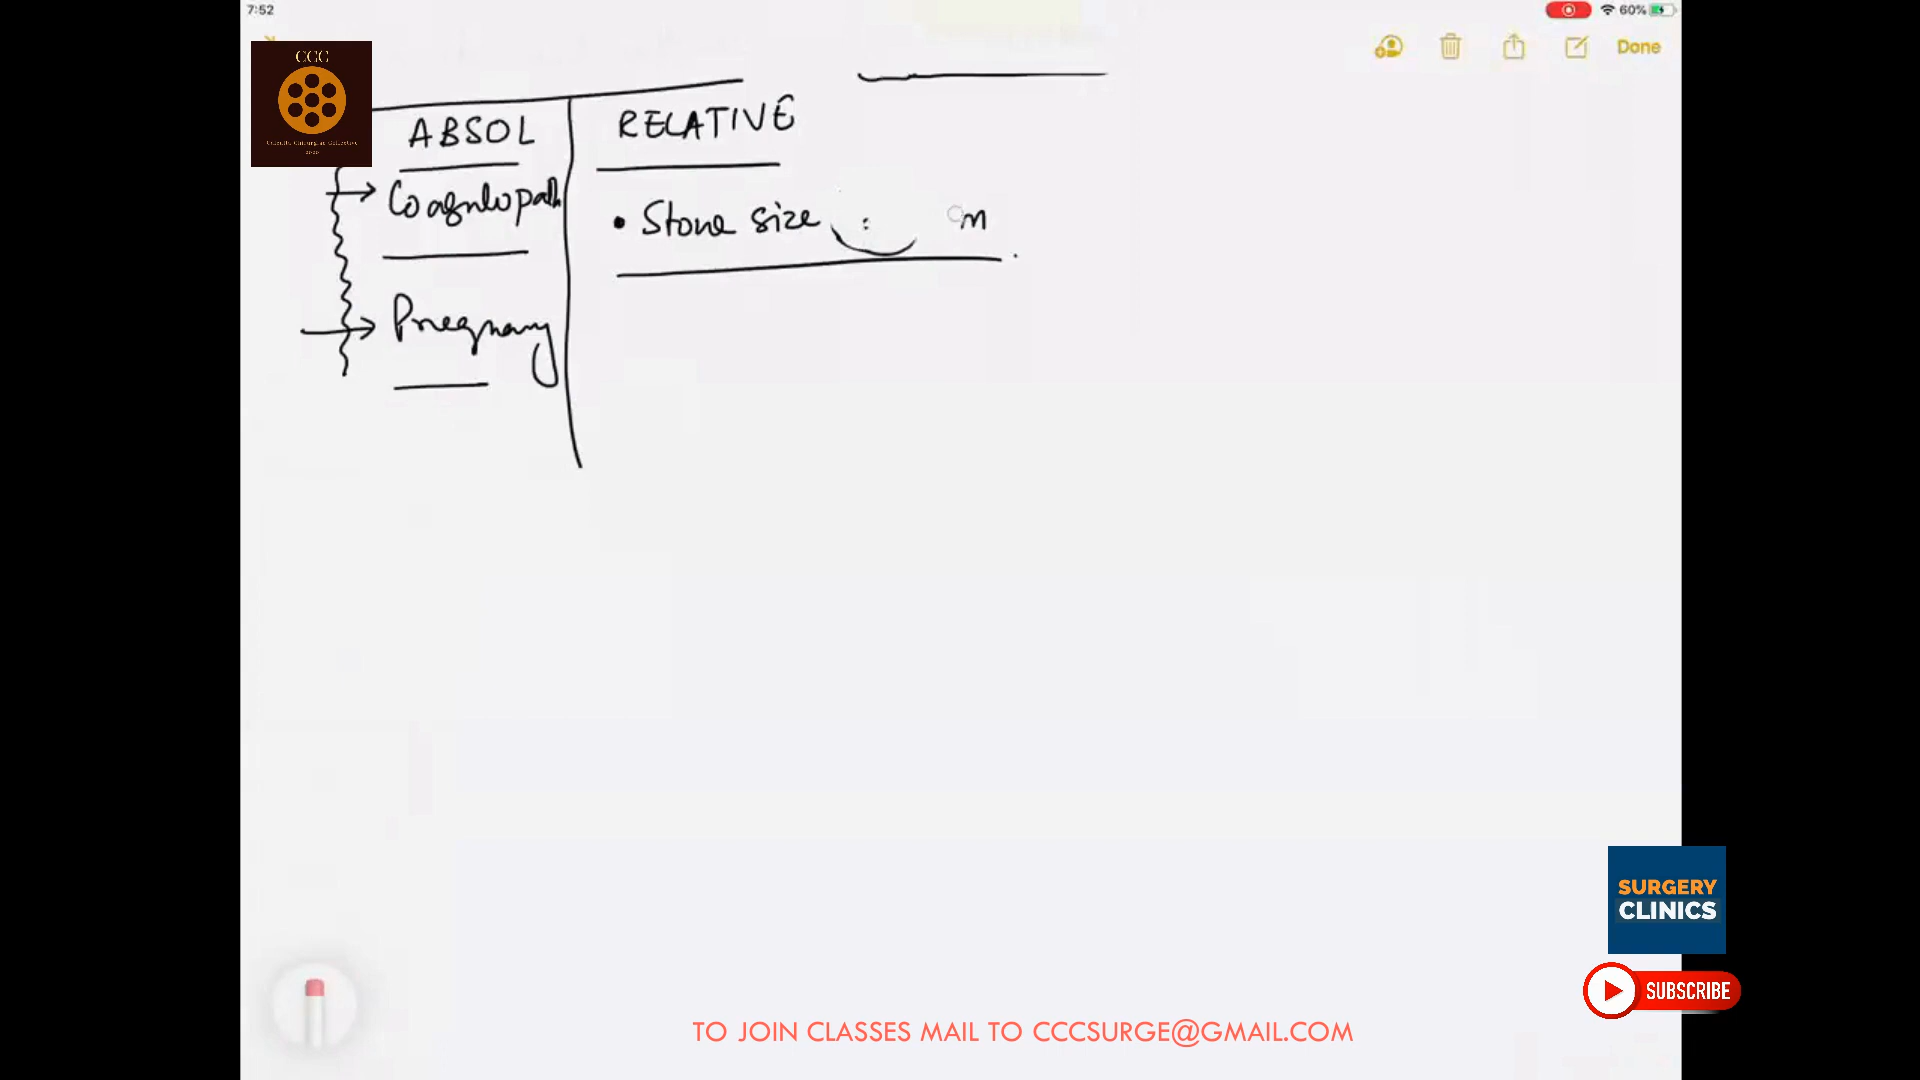 7:52
60%
Done
CCC
2020
ABSOL
RELATIVE
Coagulopath
• Stone size : m
Pregnancy
SURGERY
CLINICS
SUBSCRIBE
TO JOIN CLASSES MAIL TO CCCSURGE@GMAIL.COM